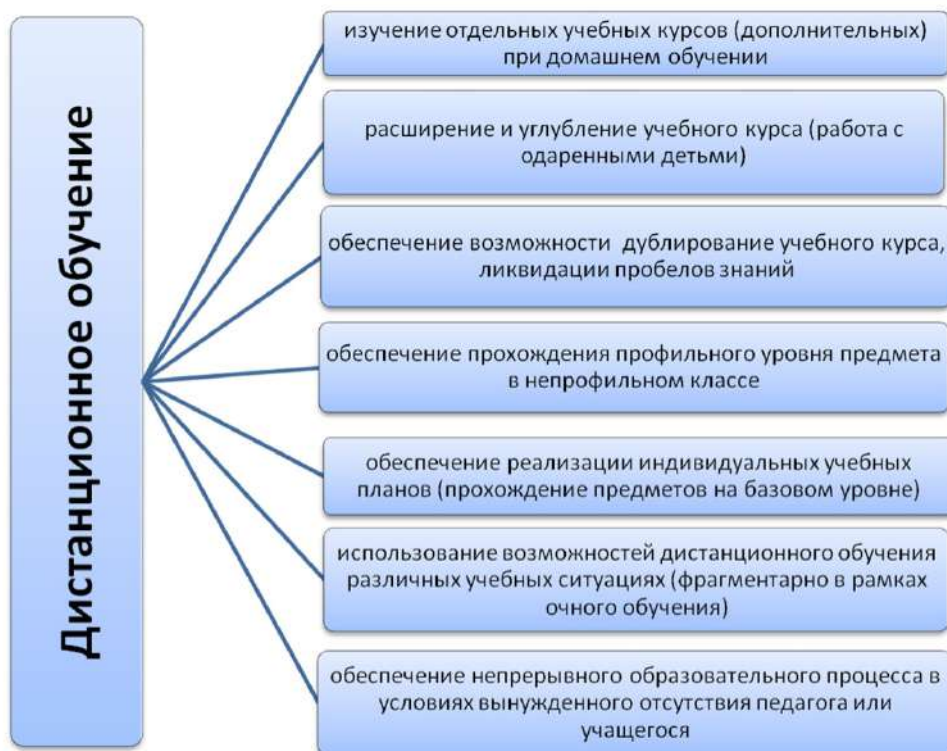 Дистанционное обучение
изучение отдельных учебных курсов (дополнительных)
при домашнем обучении
расширение и углубление учебного курса (работа с
одаренными детьми)
обеспечение возможности дублирование учебного курса,
ликвидации пробелов знаний
обеспечение прохождения профильного уровня предмета
в непрофильном классе
обеспечение реализации индивидуальных учебных
планов (прохождение предметов на базовом уровне)
использование возможностей дистанционного обучения
различных учебных ситуациях (фрагментарно в рамках
очного обучения)
обеспечение непрерывного образовательного процесса в
условиях вынужденного отсутствия педагога или
учащегося